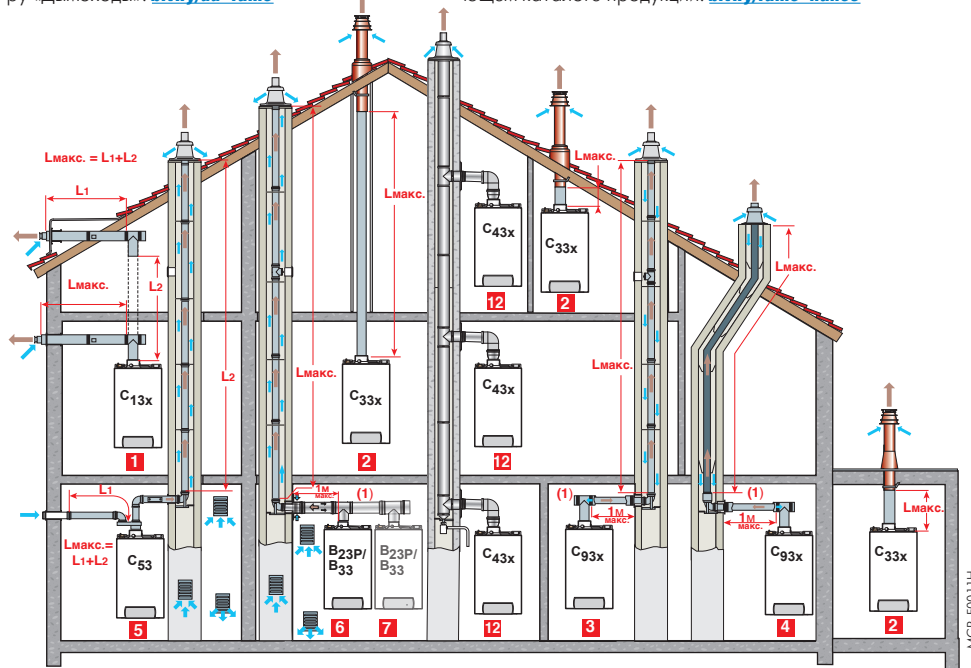 Lмакс. = L1+L2
L1
L2
Lмакс.
C13x
1
L1
Lмакс.=
L1+L2
C53
5
L2
Lмакс.
1м
макс.
(1)
B23P/
B33
6
B23P/
B33
7
Lмакс.
C33x
2
C43x
12
C43x
12
C43x
12
Lмакс.
C33x
2
Lмакс.
(1)
1м
макс.
C93x
3
Lмакс.
(1)
1м
макс.
C93x
4
Lмакс.
C33x
2